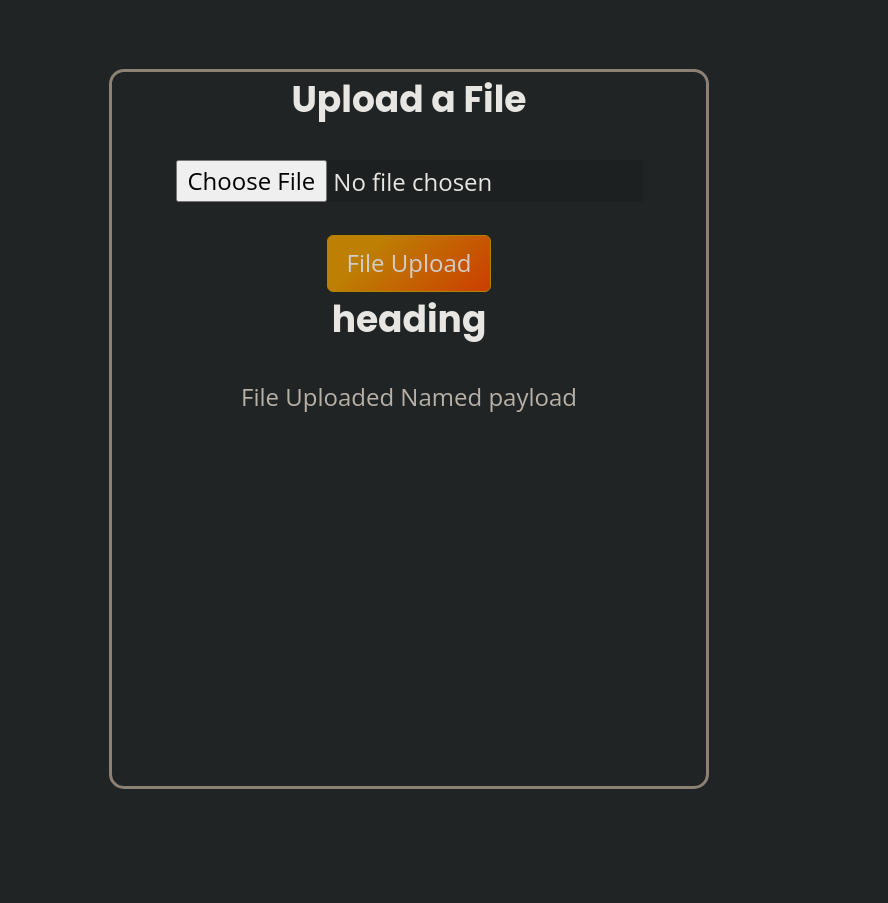 Upload a File
Choose File No file chosen
File Upload
heading
File Uploaded Named payload